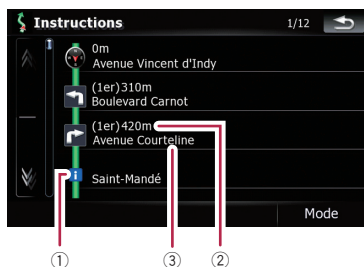 Instructions
1/12
0m
Avenue Vincent d'Indy
(1er)310m
Boulevard Carnot
(1er)420m
Avenue Courteline
i
Saint-Mandé
Mode
① ③ ②